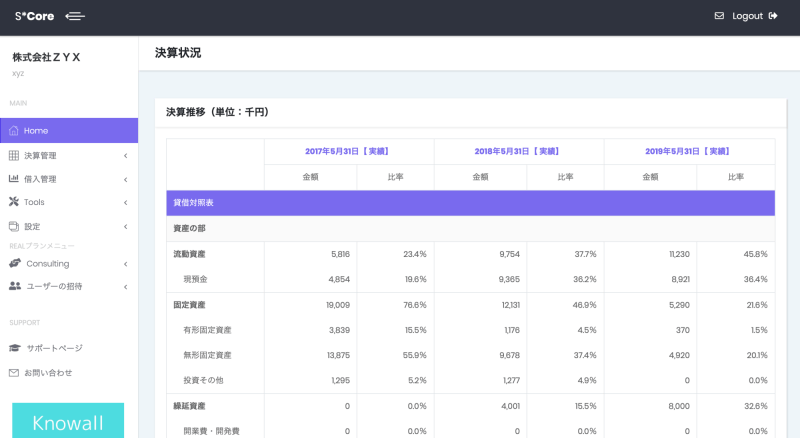 S*Core
Logout
株式会社ZYX
xyz
MAIN
Home
決算管理
借入管理
Tools
設定
REALプランメニュー
Consulting
ユーザーの招待
SUPPORT
サポートページ
お問い合わせ
Knowall
決算状況
決算推移（単位：千円）
2017年5月31日【 実績】 2018年5月31日【 実績】 2019年5月31日【 実績】
金額 比率 金額 比率 金額 比率
貸借対照表
資産の部
流動資産 5,816 23.4% 9,754 37.7% 11,230 45.8%
現預金 4,854 19.6% 9,365 36.2% 8,921 36.4%
固定資産 19,009 76.6% 12,131 46.9% 5,290 21.6%
有形固定資産 3,839 15.5% 1,176 4.5% 370 1.5%
無形固定資産 13,875 55.9% 9,678 37.4% 4,920 20.1%
投資その他 1,295 5.2% 1,277 4.9% 0 0.0%
繰延資産 0 0.0% 4,001 15.5% 8,000 32.6%
開業費・開発費 0 0.0% 4,001 15.5% 8,000 32.6%